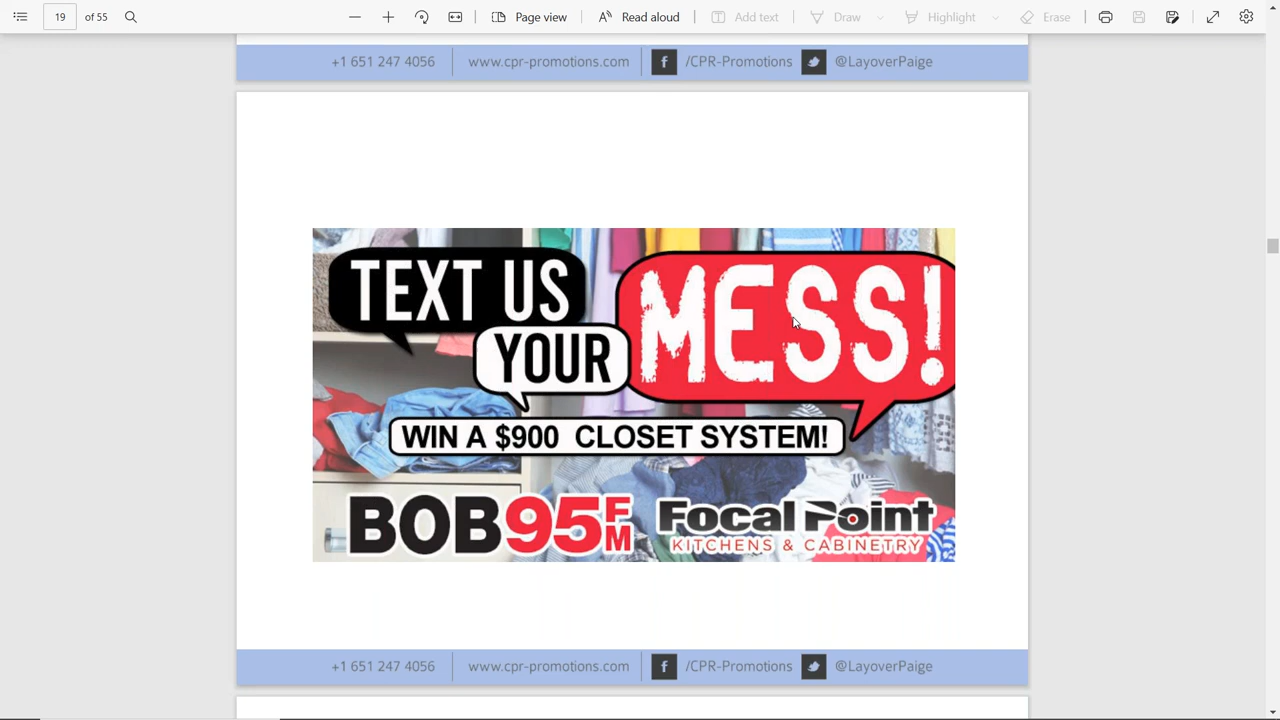 19 of 55 Page view Read aloud Add text Draw Highlight Erase
+1 651 247 4056 www.cpr-promotions.com f /CPR-Promotions @LayoverPaige
TEXT US
YOUR
MESS!
WIN A $900 CLOSET SYSTEM!
BOB95FM
Focal Point
KITCHENS & CABINETRY
+1 651 247 4056 www.cpr-promotions.com f /CPR-Promotions @LayoverPaige